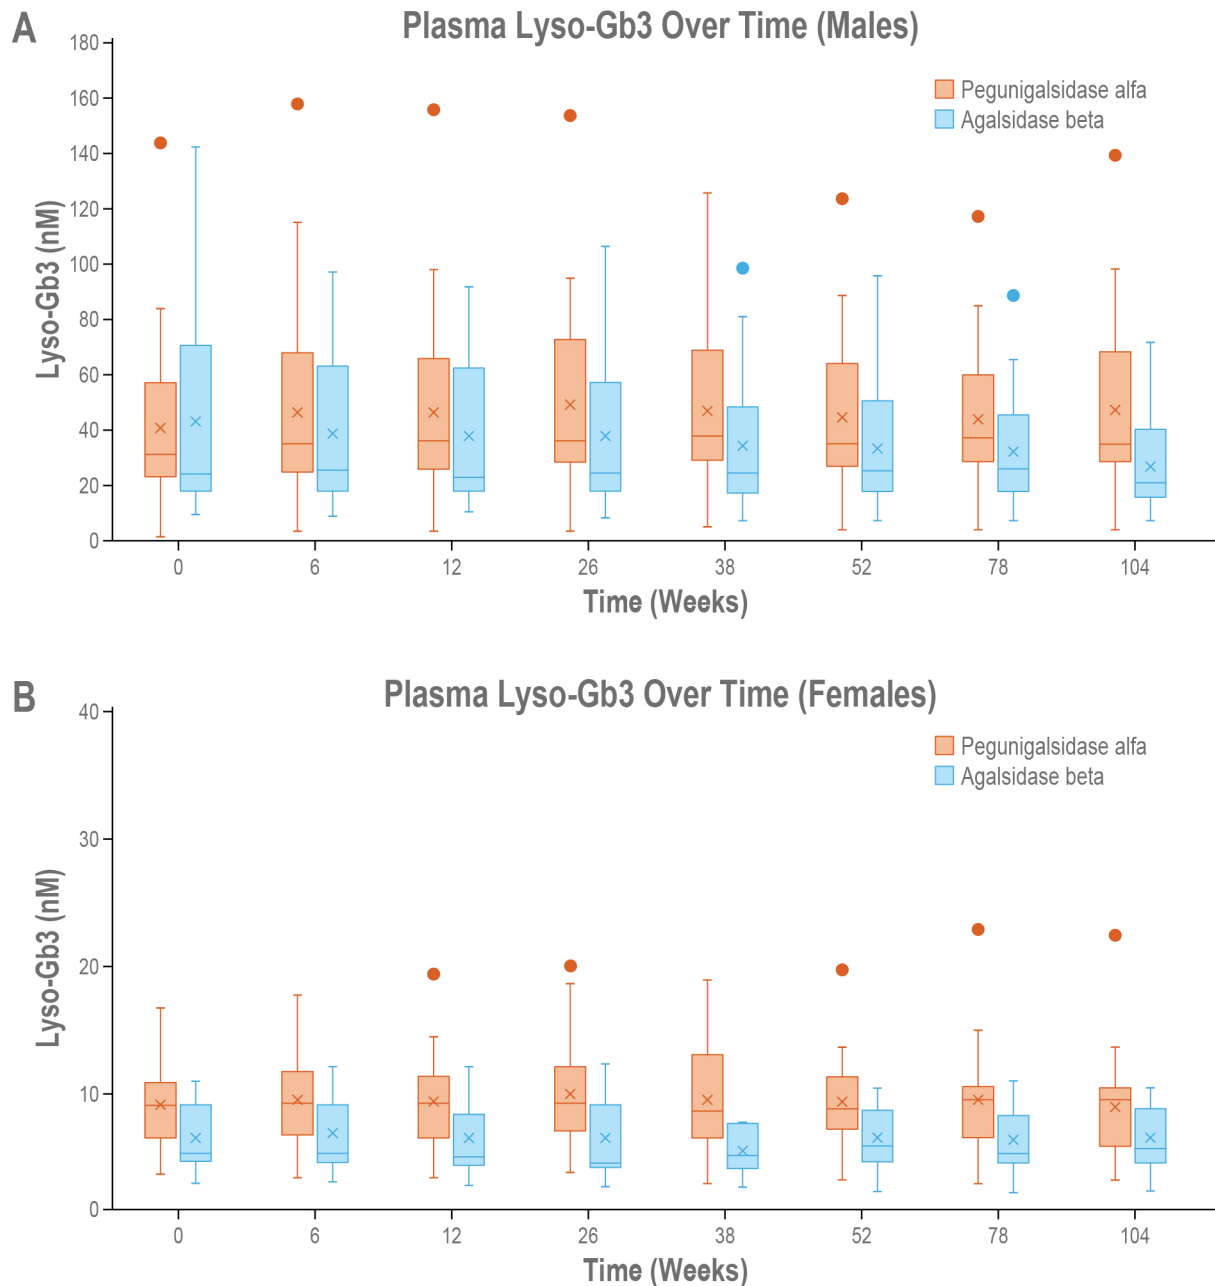 A
Plasma Lyso-Gb3 Over Time (Males)
180
160
140
120
100
80
60
40
20
0
Lyso-Gb3 (nM)
Pegunigalsidase alfa
Agalsidase beta
0 6 12 26 38 52 78 104
Time (Weeks)
B
Plasma Lyso-Gb3 Over Time (Females)
40
30
20
10
0
Lyso-Gb3 (nM)
Pegunigalsidase alfa
Agalsidase beta
0 6 12 26 38 52 78 104
Time (Weeks)